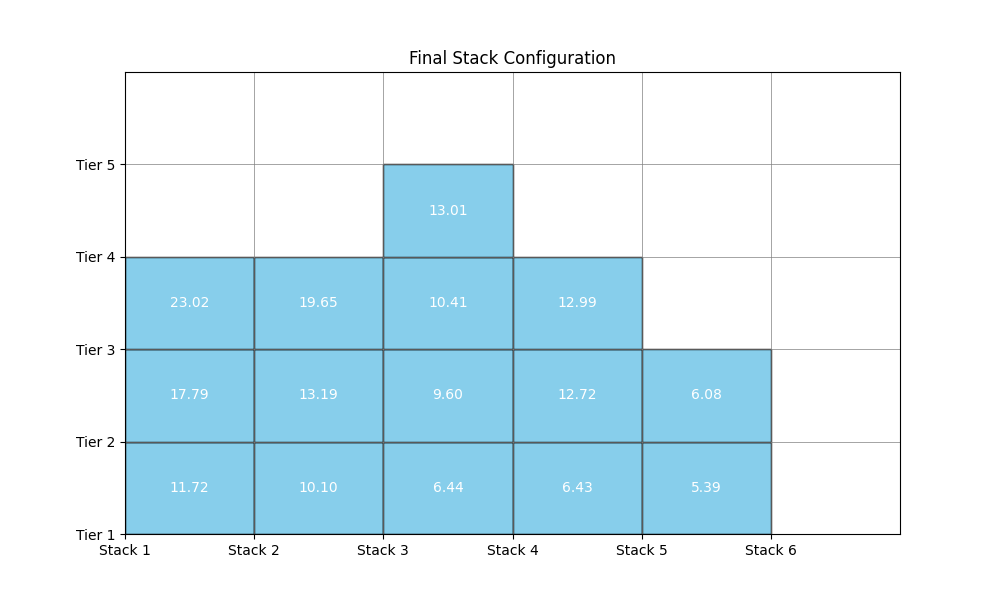 Final Stack Configuration
Tier 5
13.01
Tier 4
23.02 19.65 10.41 12.99
Tier 3
17.79 13.19 9.60 12.72 6.08
Tier 2
11.72 10.10 6.44 6.43 5.39
Tier 1
Stack 1 Stack 2 Stack 3 Stack 4 Stack 5 Stack 6